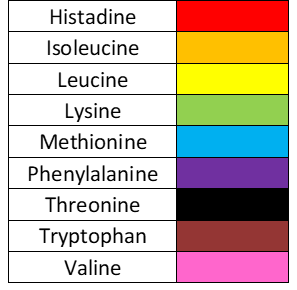 Histadine
Isoleucine
Leucine
Lysine
Methionine
Phenylalanine
Threonine
Tryptophan
Valine